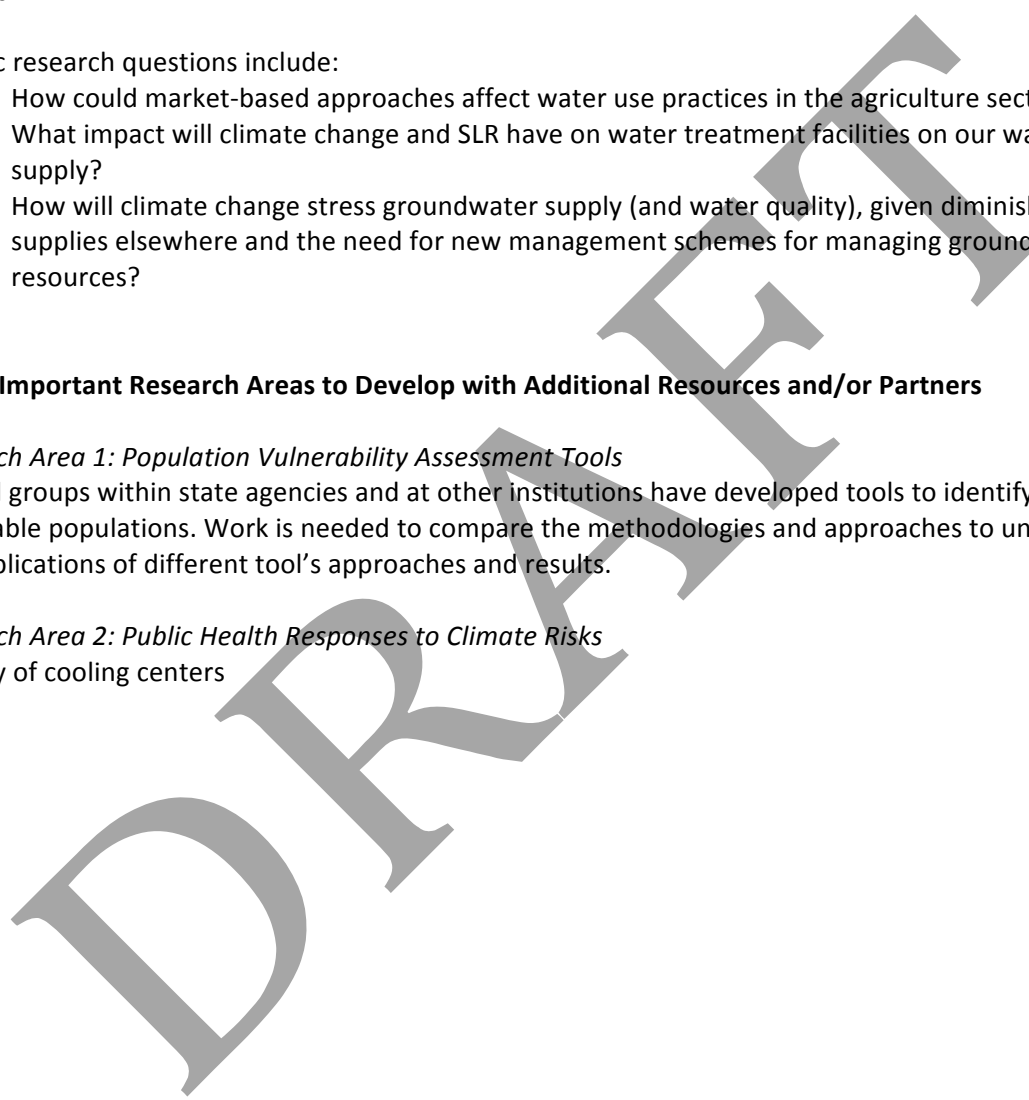 c research questions include:
How could market-based approaches affect water use practices in the agriculture sect
What impact will climate change and SLR have on water treatment facilities on our wa
supply?
How will climate change stress groundwater supply (and water quality), given diminish
supplies elsewhere and the need for new management schemes for managing ground
resources?
Important Research Areas to Develop with Additional Resources and/or Partners
ch Area 1: Population Vulnerability Assessment Tools
l groups within state agencies and at other institutions have developed tools to identify
able populations. Work is needed to compare the methodologies and approaches to un
plications of different tool's approaches and results.
ch Area 2: Public Health Responses to Climate Risks
y of cooling centers
DRAFT